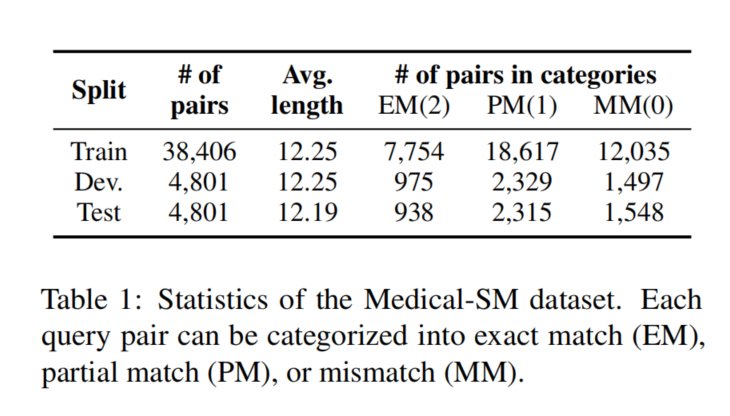 Split # of pairs Avg. length # of pairs in categories
EM(2) PM(1) MM(0)
Train 38,406 12.25 7,754 18,617 12,035
Dev. 4,801 12.25 975 2,329 1,497
Test 4,801 12.19 938 2,315 1,548
Table 1: Statistics of the Medical-SM dataset. Each
query pair can be categorized into exact match (EM),
partial match (PM), or mismatch (MM).